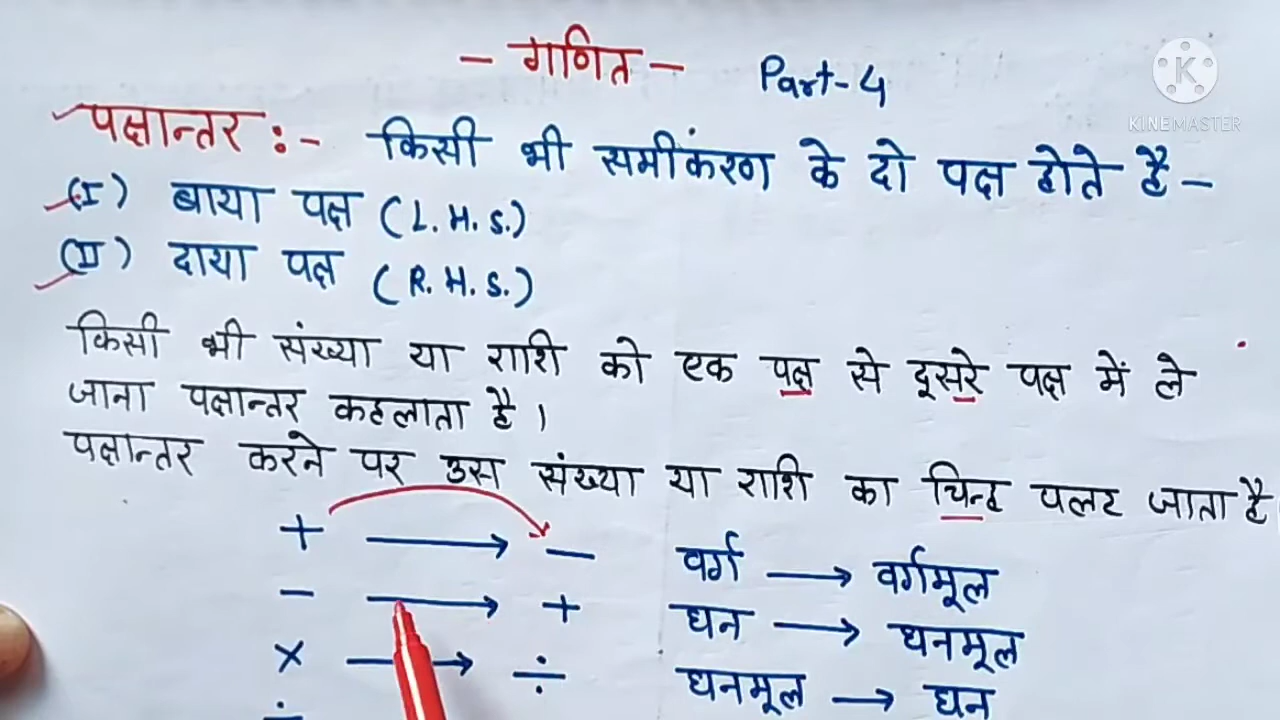 - गणित -
Part-4
K
KINEMASTER
पक्षान्तर :- किसी भी समींकरण के दो पक्ष होते है -
(I) बाया पक्ष (L.H.S.)
(II) दाया पक्ष (R.H.S.)
किसी भी संख्या या राशि को एक पक्ष से दूसरे पक्ष में ले
जाना पक्षान्तर कहलाता है।
पक्षान्तर करने पर उस संख्या या राशि का चिन्ह पलट जाता है।
+ → − वर्ग → वर्गमूल
− → + घन → घनमूल
× → ÷ घनमूल → घन